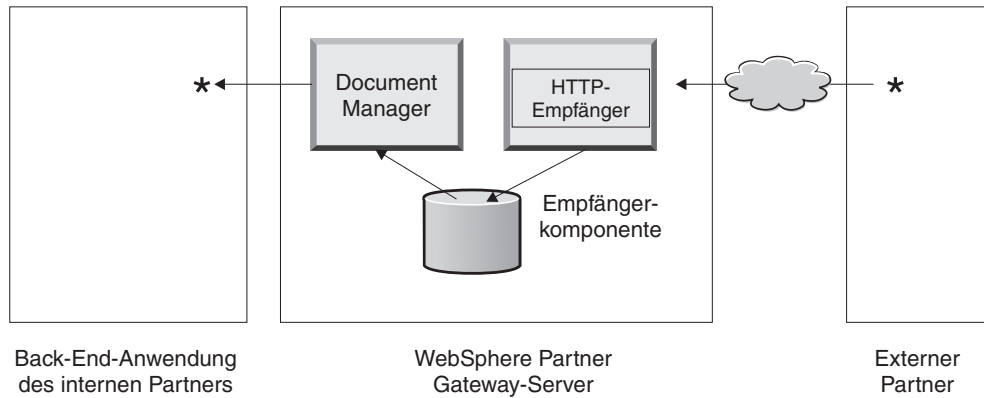 *
Document
Manager
HTTP-
Empfänger
*
Empfänger-
komponente
Back-End-Anwendung
des internen Partners
WebSphere Partner
Gateway-Server
Externer
Partner